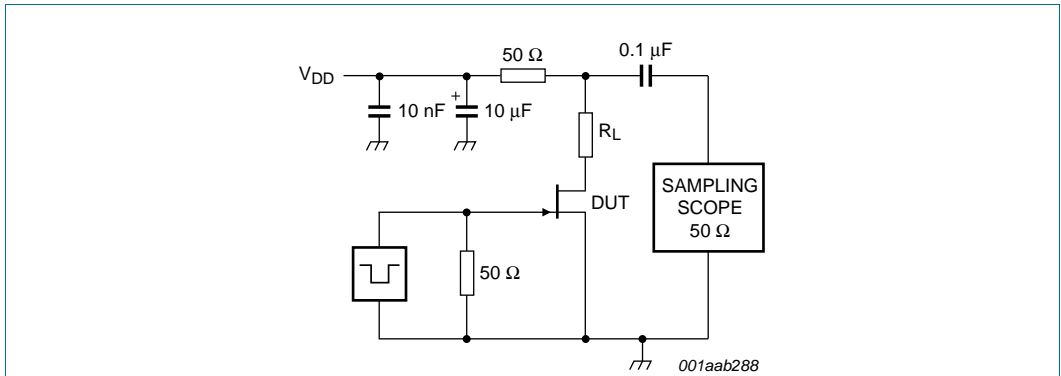 50 Ω
0.1 μF
V_DD
+
10 nF
10 μF
R_L
DUT
SAMPLING
SCOPE
50 Ω
50 Ω
001aab288